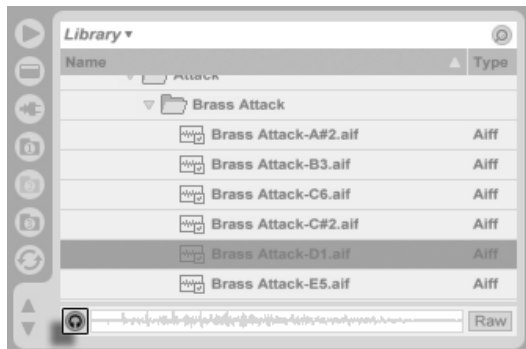 Library
Name Type
Attack
Brass Attack
Brass Attack-A#2.aif Aiff
Brass Attack-B3.aif Aiff
Brass Attack-C6.aif Aiff
Brass Attack-C#2.aif Aiff
Brass Attack-D1.aif Aiff
Brass Attack-E5.aif Aiff
Raw